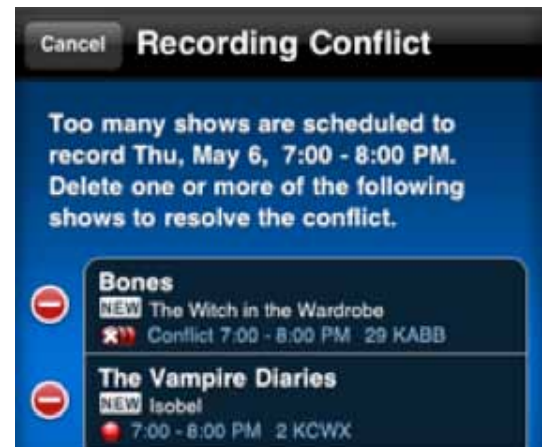 Cancel Recording Conflict
Too many shows are scheduled to
record Thu, May 6, 7:00 - 8:00 PM.
Delete one or more of the following
shows to resolve the conflict.
Bones
NEW The Witch in the Wardrobe
Conflict 7:00 - 8:00 PM 29 KABB
The Vampire Diaries
NEW Isobel
7:00 - 8:00 PM 2 KCWX